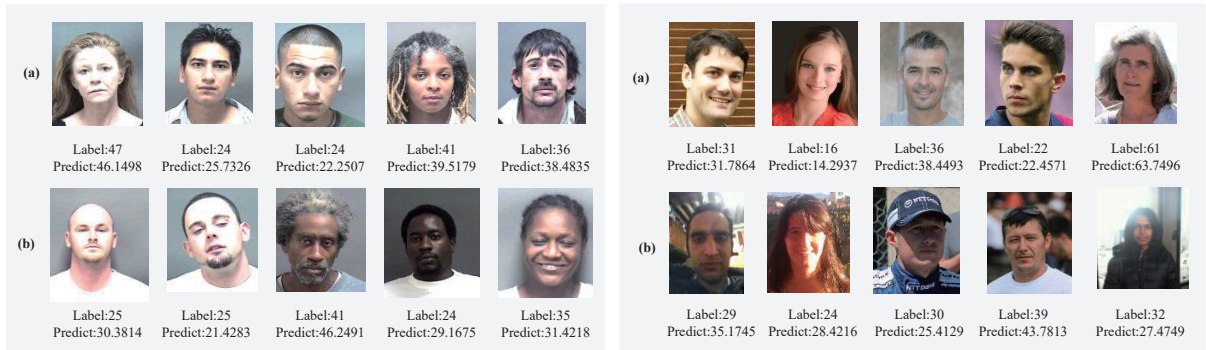 (a)
Label:47 Label:24 Label:24 Label:41 Label:36
Predict:46.1498 Predict:25.7326 Predict:22.2507 Predict:39.5179 Predict:38.4835
(b)
Label:25 Label:25 Label:41 Label:24 Label:35
Predict:30.3814 Predict:21.4283 Predict:46.2491 Predict:29.1675 Predict:31.4218
(a)
Label:31 Label:16 Label:36 Label:22 Label:61
Predict:31.7864 Predict:14.2937 Predict:38.4493 Predict:22.4571 Predict:63.7496
(b)
NTT
Label:29 Label:24 Label:30 Label:39 Label:32
Predict:35.1745 Predict:28.4216 Predict:25.4129 Predict:43.7813 Predict:27.4749